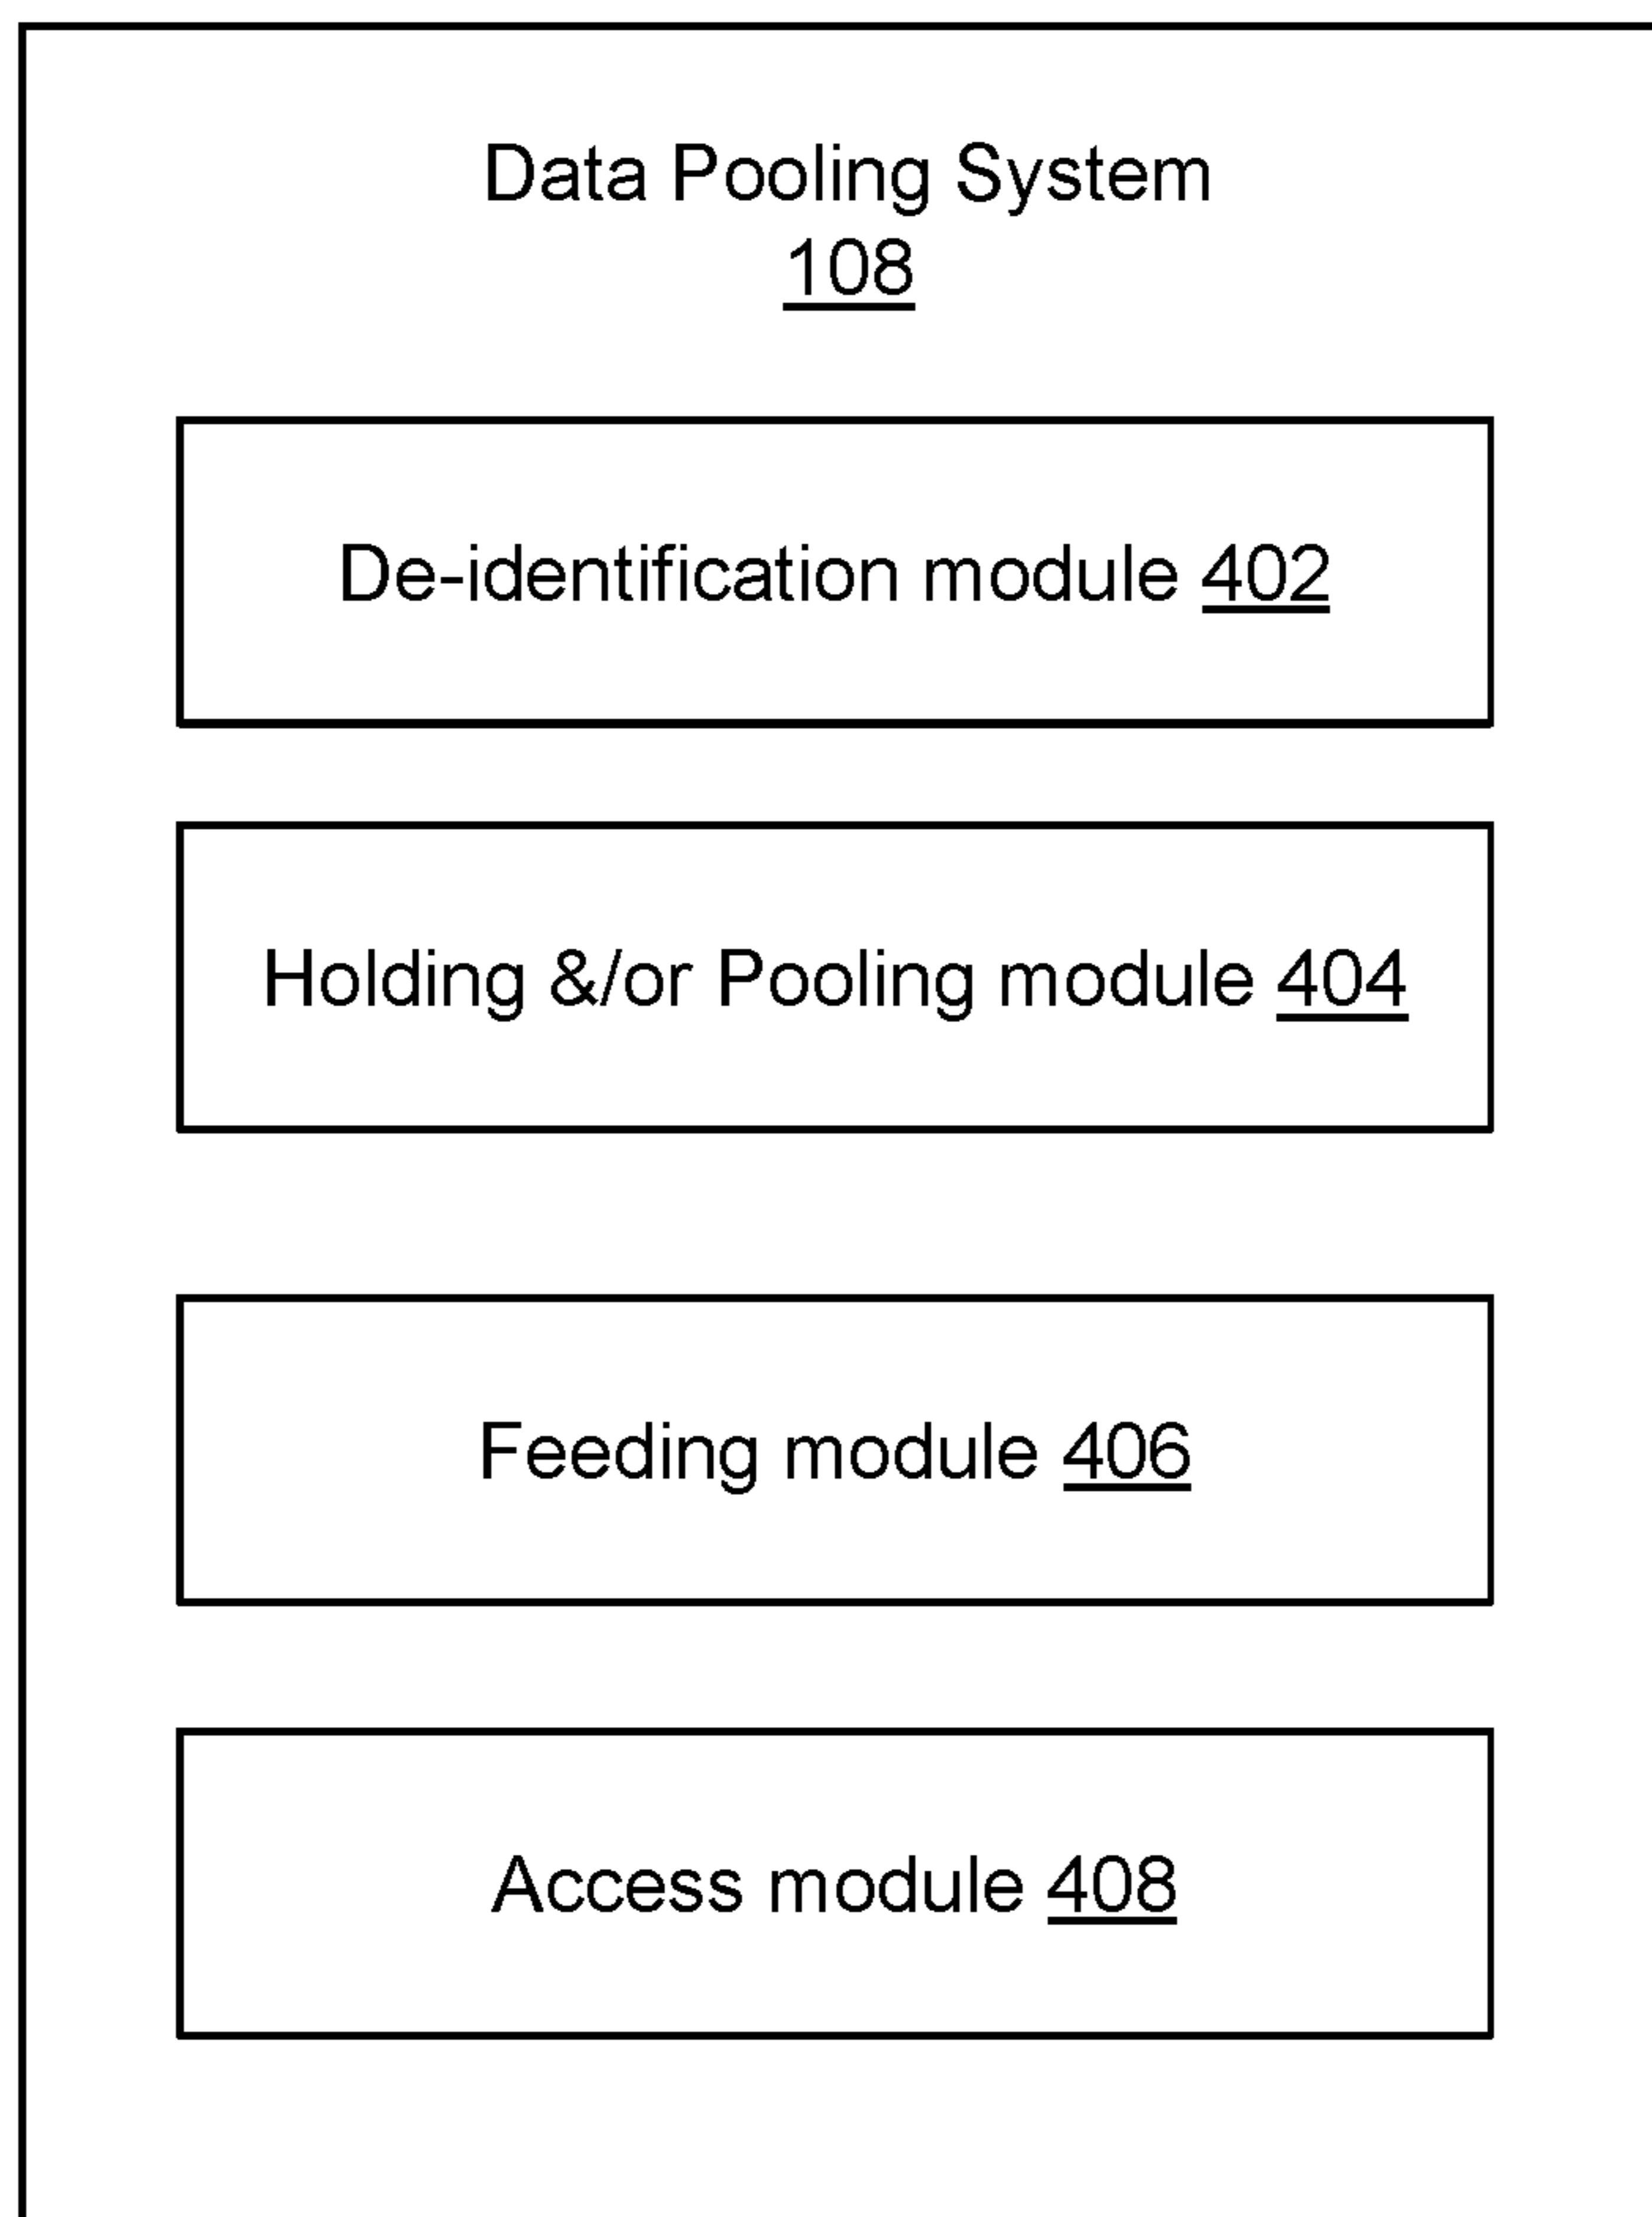 Data Pooling System
108
De-identification module 402
Holding &/or Pooling module 404
Feeding module 406
Access module 408